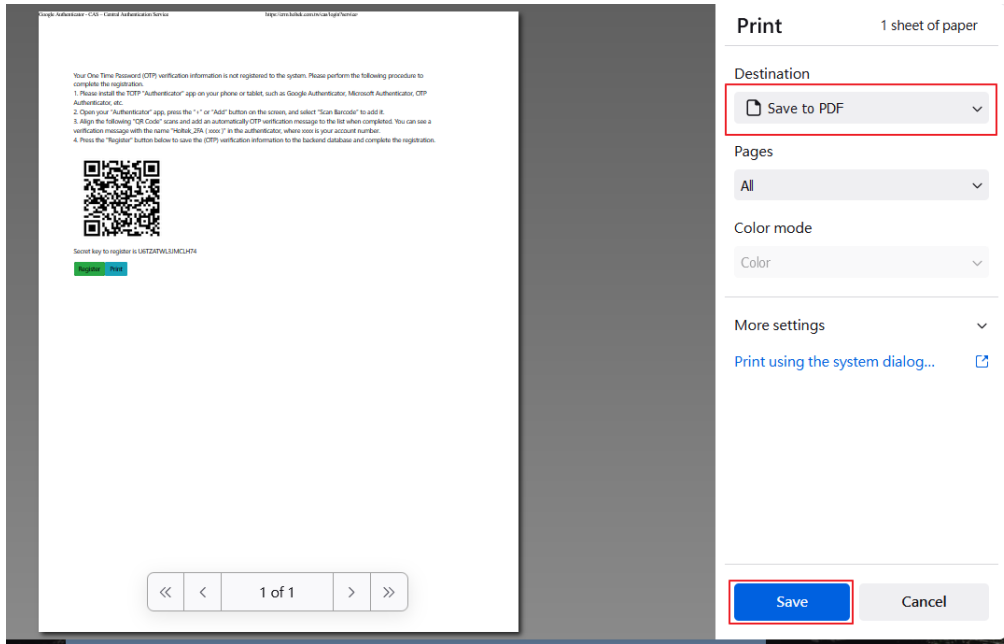 Google Authenticator - CAS – Central Authentication Service
Your One Time Password (OTP) verification information is not registered to the system. Please perform the following procedure to
complete the registration.
1. Please install the TOTP "Authenticator" app on your phone or tablet, such as Google Authenticator, Microsoft Authenticator, OTP
Authenticator, etc.
2. Open your "Authenticator" app, press the "+" or "Add" button on the screen, and select "Scan Barcode" to add it.
3. Align the following "QR Code" scans and add an automatically OTP verification message to the list when completed. You can see a
verification message with the name "Holtek_2FA ( xxxx )" in the authenticator, where xxxx is your account number.
4. Press the "Register" button below to save the (OTP) verification information to the backend database and complete the registration.
Secret key to register is
Register Print
1 of 1
Print 1 sheet of paper
Destination
Save to PDF
Pages
All
Color mode
Color
More settings
Print using the system dialog...
Save Cancel